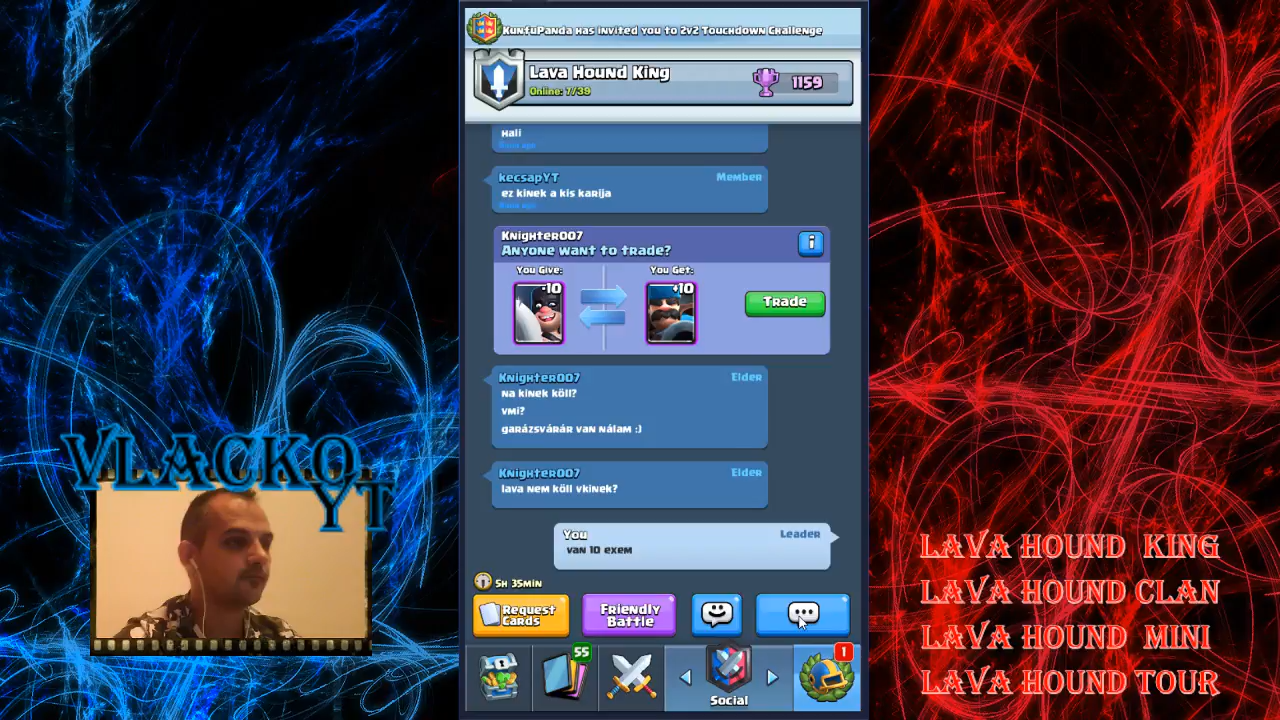 KunfuPanda has invited you to 2v2 Touchdown Challenge
Lava Hound King
1159
Online: 7/39
Hali
kecsapYT
Member
ez kinek a kis karija
Knighter007
Anyone want to trade?
i
You Give:
You Get:
-10
+10
Trade
Knighter007
Elder
na kinek köll?
vmi?
garázsvárár van nálam :)
Knighter007
Elder
lava nem köll vkinek?
You
Leader
van 10 exem
5h 35min
Request
Cards
Friendly
Battle
55
Social
1
VLACKO
YT
LAVA HOUND KING
LAVA HOUND CLAN
LAVA HOUND MINI
LAVA HOUND TOUR